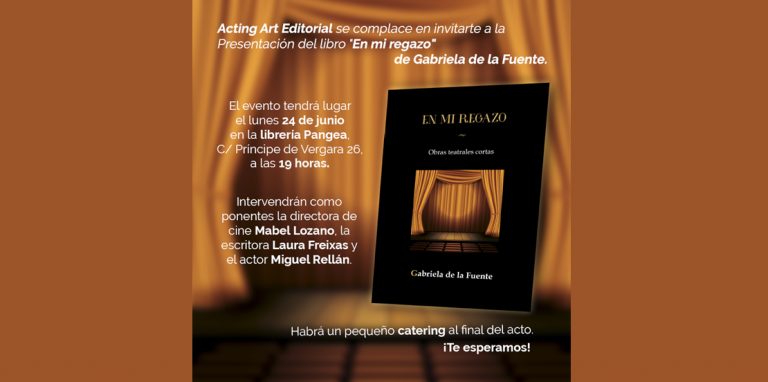 Acting Art Editorial se complace en invitarte a la
Presentación del libro "En mi regazo"
de Gabriela de la Fuente.
El evento tendrá lugar
el lunes 24 de junio
en la librería Pangea,
C/ Príncipe de Vergara 26,
a las 19 horas.
Intervendrán como
ponentes la directora de
cine Mabel Lozano, la
escritora Laura Freixas y
el actor Miguel Rellán.
EN MI REGAZO
~
Obras teatrales cortas
Gabriela de la Fuente
Habrá un pequeño catering al final del acto.
¡Te esperamos!